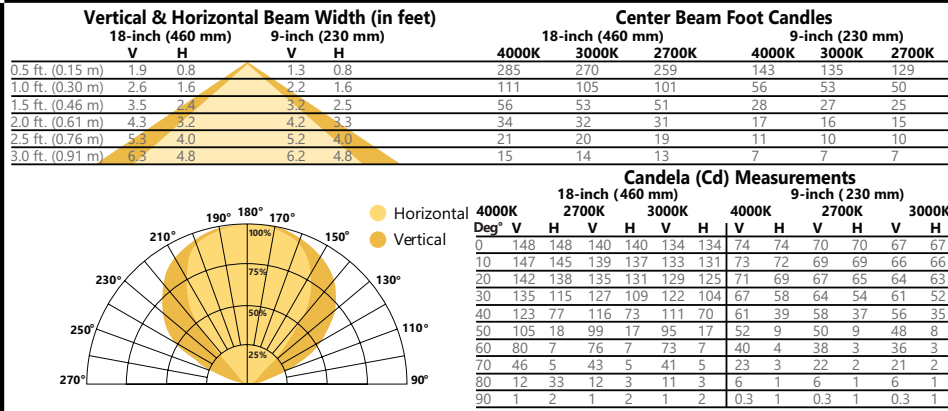 Vertical & Horizontal Beam Width (in feet)
18-inch (460 mm) 9-inch (230 mm)
V H V H
0.5 ft. (0.15 m) 1.9 0.8 1.3 0.8
1.0 ft. (0.30 m) 2.6 1.6 2.2 1.6
1.5 ft. (0.46 m) 3.5 2.4 3.2 2.5
2.0 ft. (0.61 m) 4.3 3.2 4.2 3.3
2.5 ft. (0.76 m) 5.3 4.0 5.2 4.0
3.0 ft. (0.91 m) 6.3 4.8 6.2 4.8
Center Beam Foot Candles
18-inch (460 mm) 9-inch (230 mm)
4000K 3000K 2700K 4000K 3000K 2700K
285 270 259 143 135 129
111 105 101 56 53 50
56 53 51 28 27 25
34 32 31 17 16 15
21 20 19 11 10 10
15 14 13 7 7 7
180°
190° 170°
210° 150°
230° 130°
250° 110°
270° 90°
100%
75%
50%
25%
Horizontal
Vertical
Candela (Cd) Measurements
18-inch (460 mm) 9-inch (230 mm)
4000K 2700K 3000K 4000K 2700K 3000K
Deg° V H V H V H V H V H V H
0 148 148 140 140 134 134 74 74 70 70 67 67
10 147 145 139 137 133 131 73 72 69 69 66 66
20 142 138 135 131 129 125 71 69 67 65 64 63
30 135 115 127 109 122 104 67 58 64 54 61 52
40 123 77 116 73 111 70 61 39 58 37 56 35
50 105 18 99 17 95 17 52 9 50 9 48 8
60 80 7 76 7 73 7 40 4 38 3 36 3
70 46 5 43 5 41 5 23 3 22 2 21 2
80 12 33 12 3 11 3 6 1 6 1 6 1
90 1 2 1 2 1 2 0.3 1 0.3 1 0.3 1